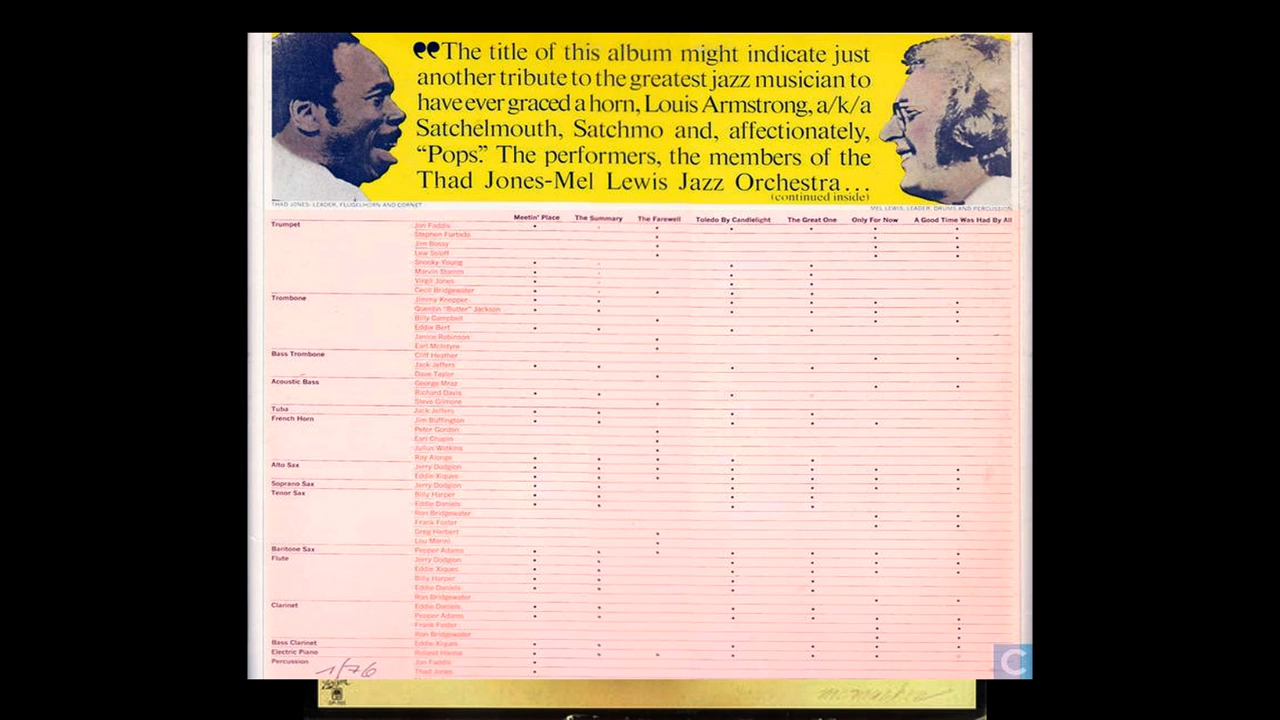 ❝The title of this album might indicate just
another tribute to the greatest jazz musician to
have ever graced a horn, Louis Armstrong, a/k/a
Satchelmouth, Satchmo and, affectionately,
“Pops.” The performers, the members of the
Thad Jones-Mel Lewis Jazz Orchestra...
(continued inside)
THAD JONES: LEADER, FLUGELHORN AND CORNET
MEL LEWIS, LEADER, DRUMS AND PERCUSSION
Meetin' Place The Summary The Farewell Toledo By Candlelight The Great One Only For Now A Good Time Was Had By All
Trumpet Jon Faddis
Stephen Furtado
Jim Bossy
Lew Soloff
Snooky Young
Marvin Stamm
Virgil Jones
Cecil Bridgewater
Trombone Jimmy Knepper
Quentin "Butter" Jackson
Billy Campbell
Eddie Bert
Janice Robinson
Earl McIntyre
Bass Trombone Cliff Heather
Jack Jeffers
Dave Taylor
Acoustic Bass George Mraz
Richard Davis
Steve Gilmore
Tuba Jack Jeffers
French Horn Jim Buffington
Peter Gordon
Earl Chapin
Julius Watkins
Ray Alonge
Alto Sax Jerry Dodgion
Eddie Xiques
Soprano Sax Jerry Dodgion
Tenor Sax Billy Harper
Eddie Daniels
Ron Bridgewater
Frank Foster
Greg Herbert
Lou Marini
Baritone Sax Pepper Adams
Flute Jerry Dodgion
Eddie Xiques
Billy Harper
Eddie Daniels
Ron Bridgewater
Clarinet Eddie Daniels
Pepper Adams
Frank Foster
Ron Bridgewater
Bass Clarinet Eddie Xiques
Electric Piano Roland Hanna
Percussion Jon Faddis
Thad Jones
1/76
C